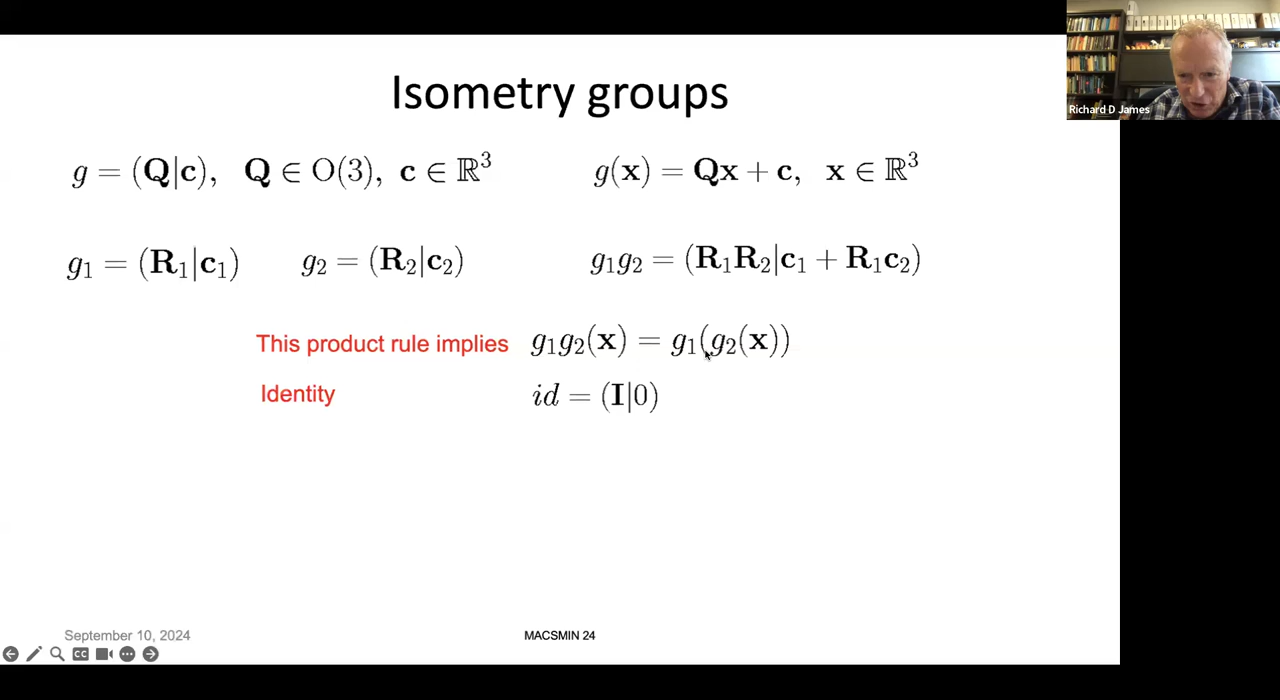 Isometry groups
Richard D James
g = (Q|c), Q ∈ O(3), c ∈ ℝ³ g(x) = Qx + c, x ∈ ℝ³
g₁ = (R₁|c₁) g₂ = (R₂|c₂) g₁g₂ = (R₁R₂|c₁ + R₁c₂)
This product rule implies g₁g₂(x) = g₁(g₂(x))
Identity id = (I|0)
September 10, 2024 MACSMIN 24
CC